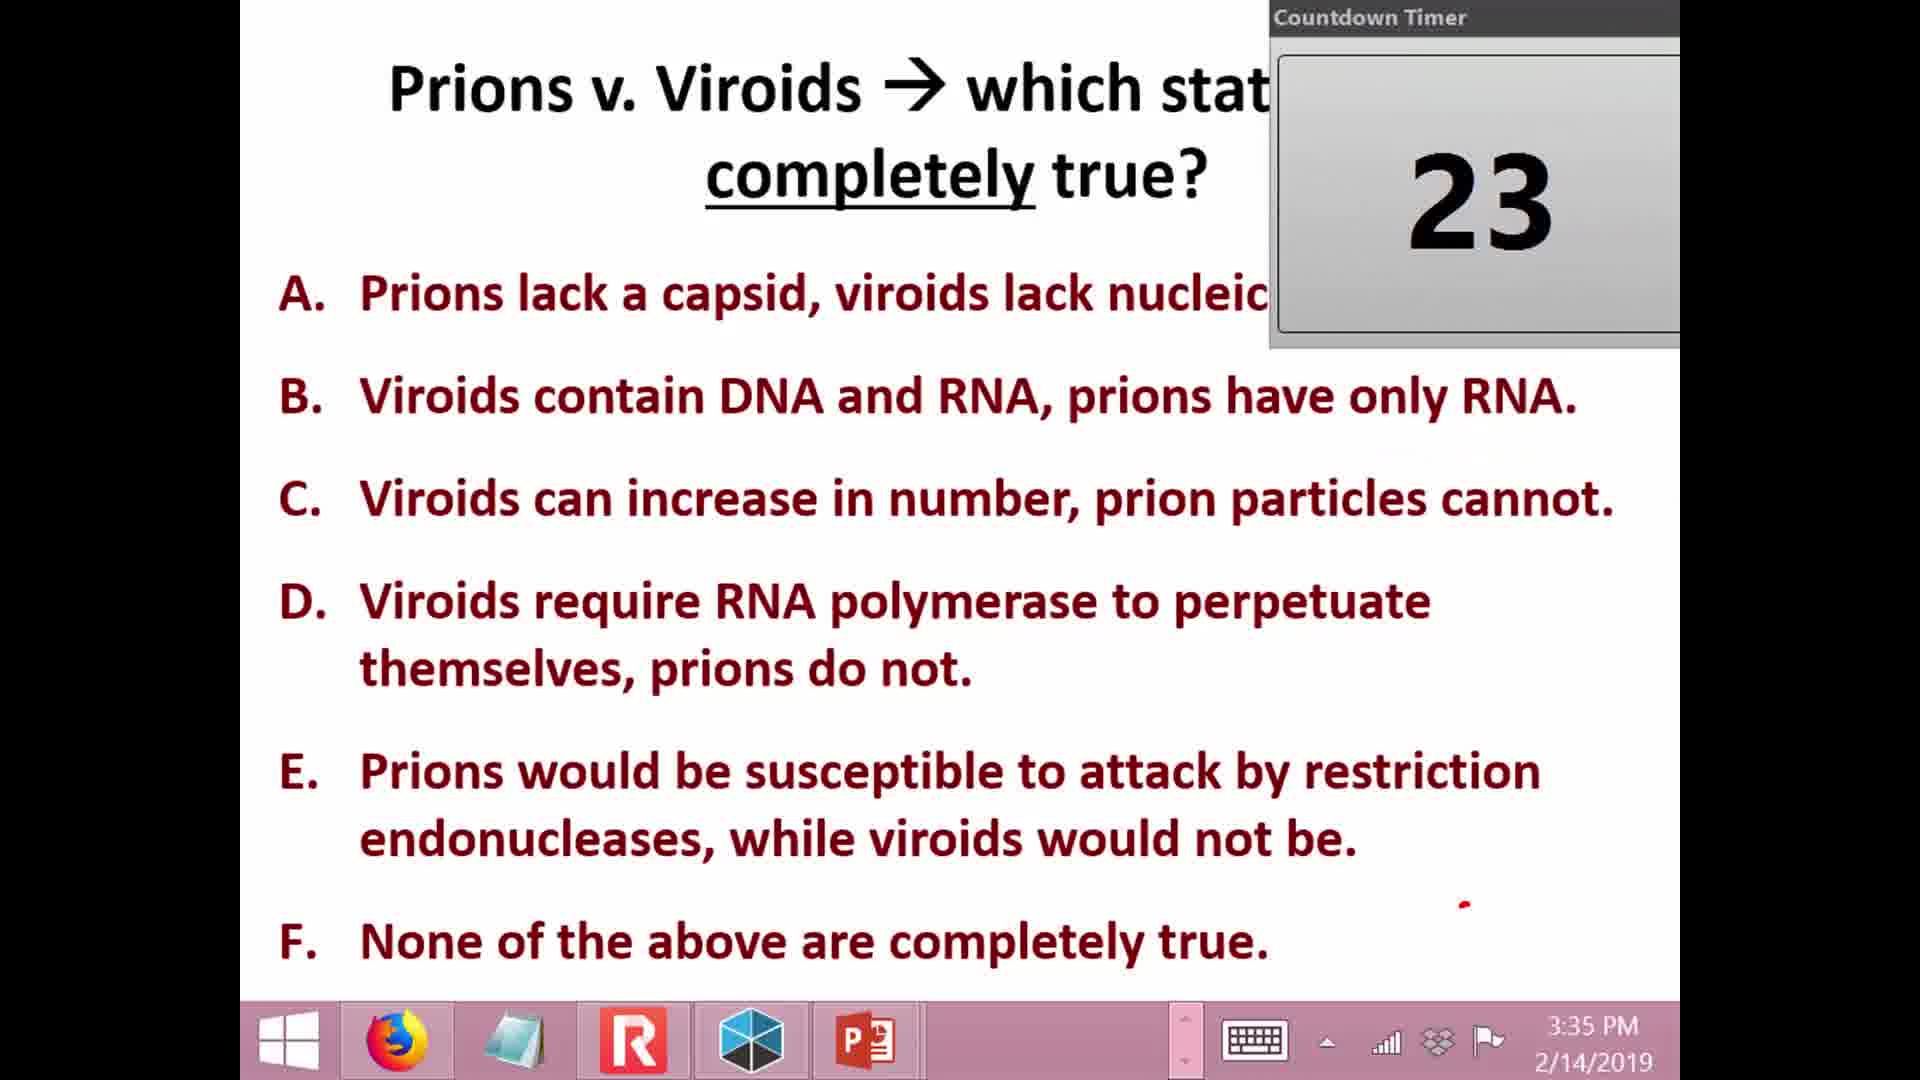 Countdown Timer
Prions v. Viroids → which stat
completely true?
23
A. Prions lack a capsid, viroids lack nucleic
B. Viroids contain DNA and RNA, prions have only RNA.
C. Viroids can increase in number, prion particles cannot.
D. Viroids require RNA polymerase to perpetuate
themselves, prions do not.
E. Prions would be susceptible to attack by restriction
endonucleases, while viroids would not be.
F. None of the above are completely true.
3:35 PM
2/14/2019